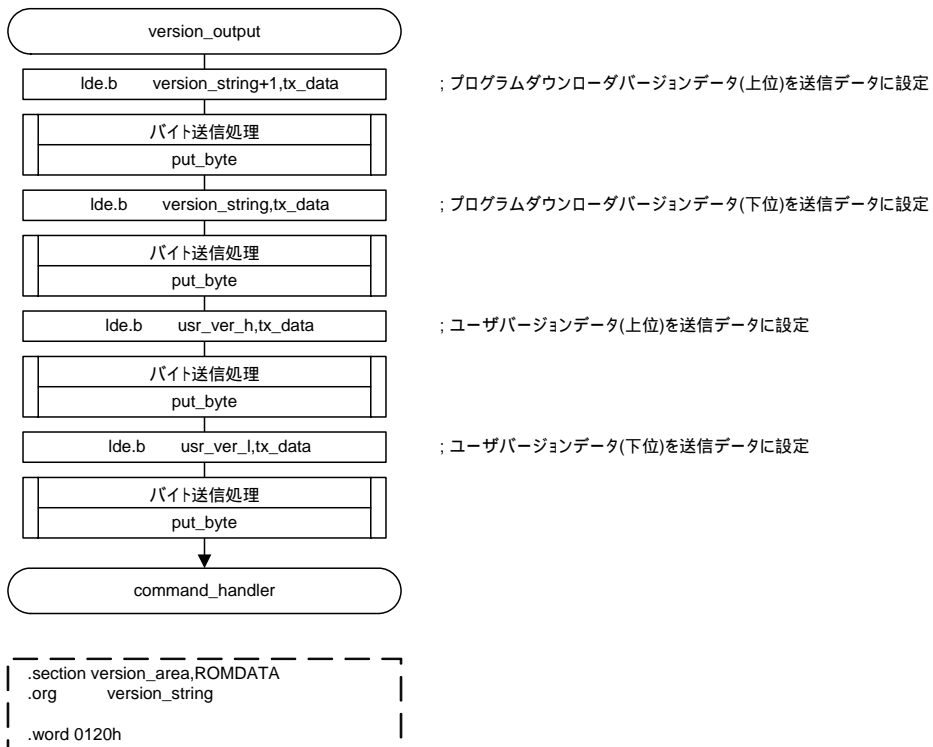 version_output
lde.b version_string+1,tx_data ; プログラムダウンローダバージョンデータ(上位)を送信データに設定
バイト送信処理
put_byte
lde.b version_string,tx_data ; プログラムダウンローダバージョンデータ(下位)を送信データに設定
バイト送信処理
put_byte
lde.b usr_ver_h,tx_data ; ユーザバージョンデータ(上位)を送信データに設定
バイト送信処理
put_byte
lde.b usr_ver_l,tx_data ; ユーザバージョンデータ(下位)を送信データに設定
バイト送信処理
put_byte
command_handler
.section version_area,ROMDATA
.org version_string
.word 0120h